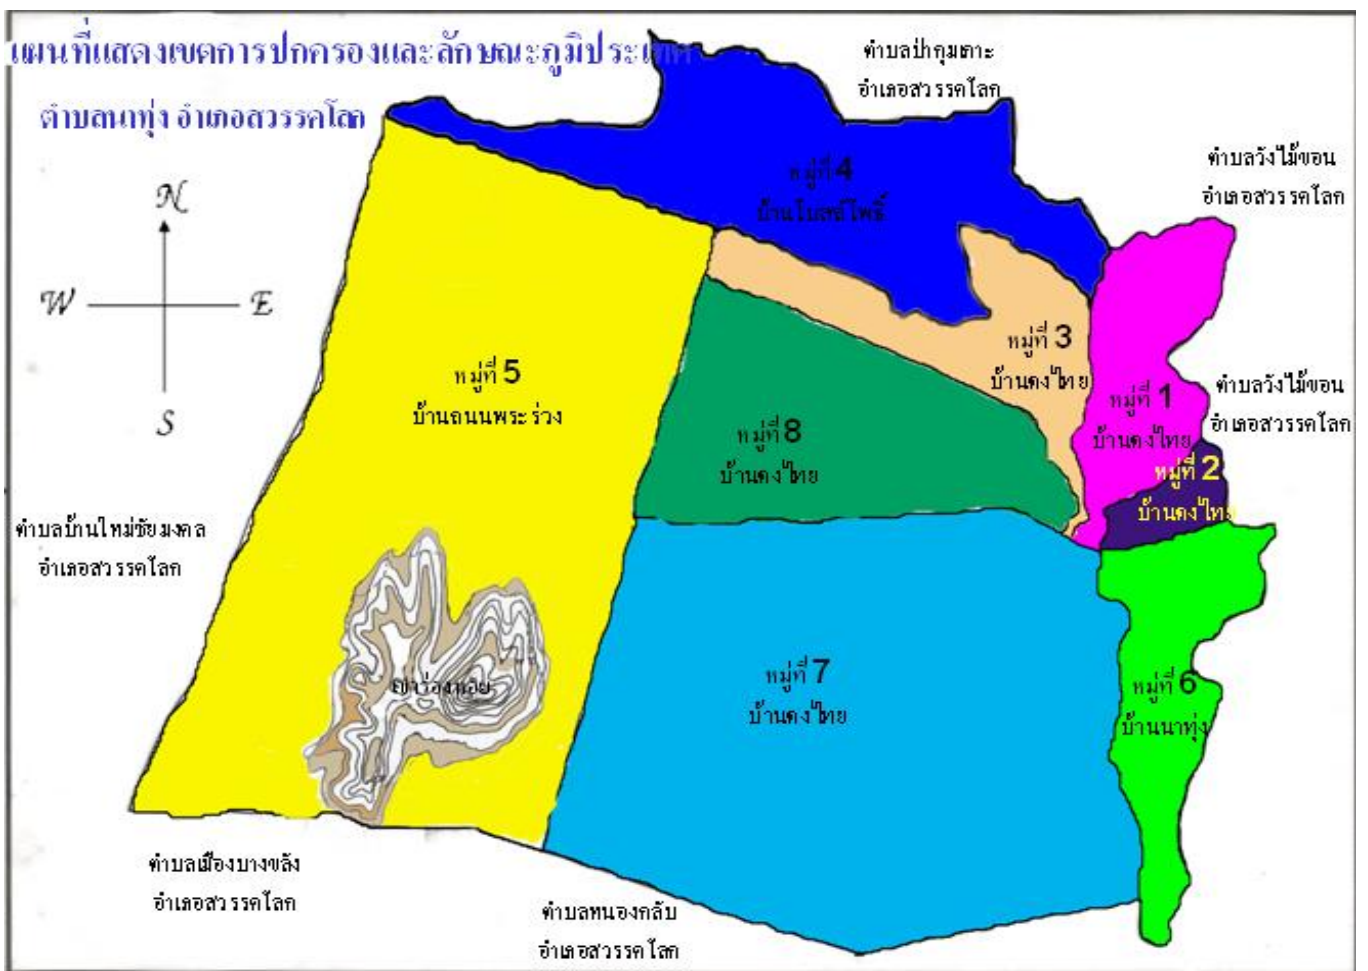 แผนที่แสดงเขตการปกครองและลักษณะภูมิประเทศ
ตำบลนาทุ่ง อำเภอสวรรคโลก
ตำบลป่ากุมเกาะ
อำเภอสวรรคโลก
N
W
E
S
ตำบลวังไม้ขอน
อำเภอสวรรคโลก
หมู่ที่ 4
บ้านโบสถ์โพธิ์
หมู่ที่ 3
บ้านดงไทย
หมู่ที่ 5
บ้านถนนพระร่วง
หมู่ที่ 1
บ้านดงไทย
ตำบลวังไม้ขอน
อำเภอสวรรคโลก
หมู่ที่ 8
บ้านดงไทย
หมู่ที่ 2
บ้านดงไทย
ตำบลบ้านใหม่ชัยมงคล
อำเภอสวรรคโลก
หมู่ที่ 7
บ้านดงไทย
หมู่ที่ 6
บ้านนาทุ่ง
ตำบลเมืองบางขลัง
อำเภอสวรรคโลก
ตำบลหนองกลับ
อำเภอสวรรคโลก